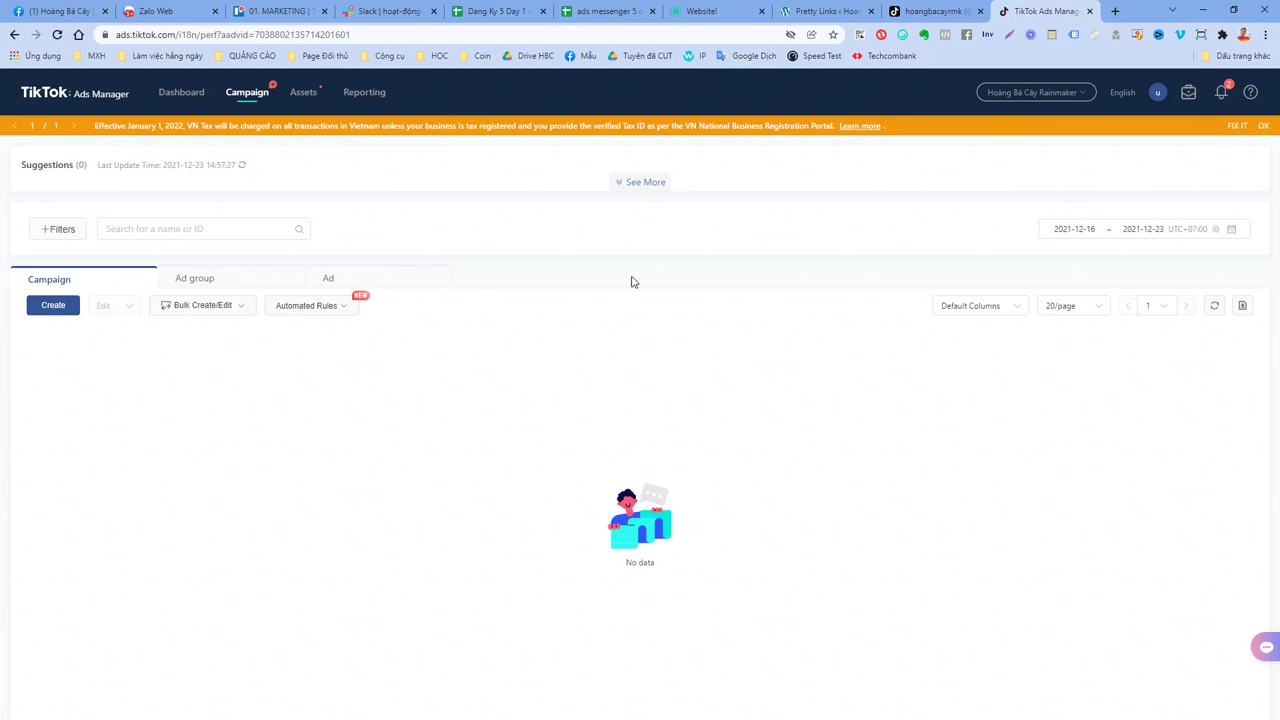 (1) Hoàng Bá Cây
Zalo Web
01. MARKETING | T
Slack | hoat-động-
Dang Ky 5 Day 1 -
ads messenger 5 d
Website!
Pretty Links ‹ Hoan
hoangbacayrmk (@
TikTok Ads Manag
ads.tiktok.com/i18n/perf?aadvid=7038802135714201601
Ứng dụng
MXH
Làm việc hằng ngày
QUẢNG CÁO
Page Đối thủ
Công cụ
HỌC
Coin
Drive HBC
Mẫu
Tuyển đã CUT
IP
Google Dịch
Speed Test
Techcombank
Dấu trang khác
TikTok: Ads Manager
Dashboard
Campaign
Assets
Reporting
Hoàng Bá Cây Rainmaker
English
u
2
1 / 1
Effective January 1, 2022, VN Tax will be charged on all transactions in Vietnam unless your business is tax registered and you provide the verified Tax ID as per the VN National Business Registration Portal. Learn more .
FIX IT
OK
Suggestions (0)
Last Update Time: 2021-12-23 14:57:27
See More
+Filters
Search for a name or ID
2021-12-16 ~ 2021-12-23 UTC+07:00
Campaign
Ad group
Ad
Create
Edit
Bulk Create/Edit
Automated Rules
NEW
Default Columns
20/page
1
No data